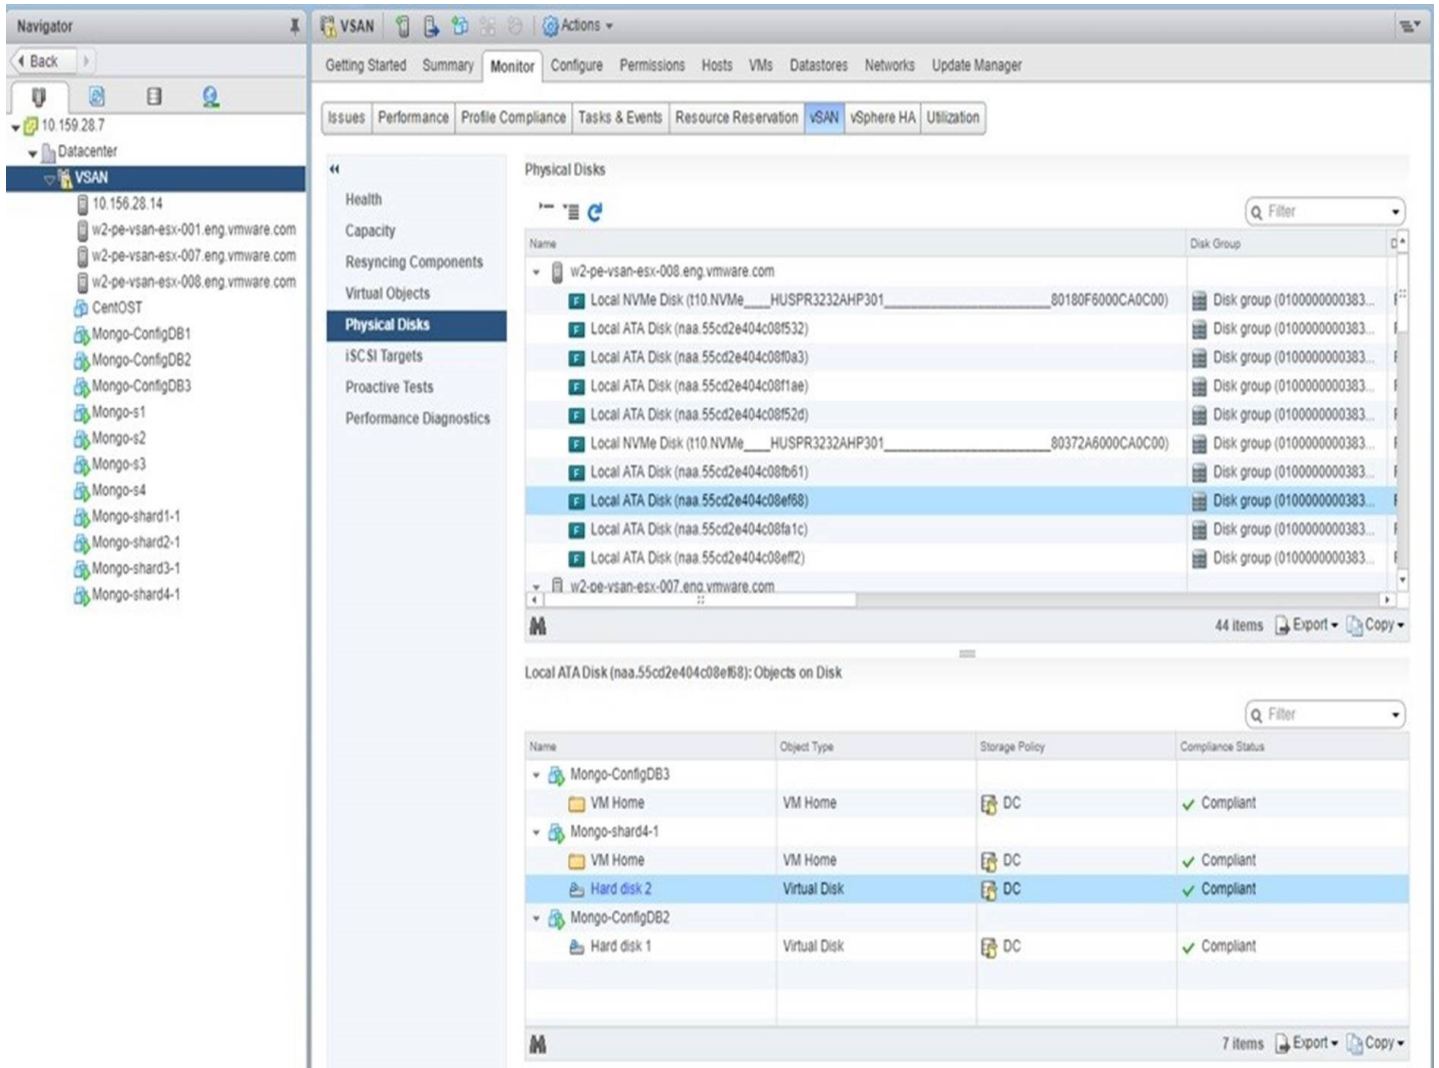 Navigator
VSAN Actions
Back
Getting Started Summary Monitor Configure Permissions Hosts VMs Datastores Networks Update Manager
Issues Performance Profile Compliance Tasks & Events Resource Reservation vSAN vSphere HA Utilization
10.159.28.7
Datacenter
VSAN
10.156.28.14
w2-pe-vsan-esx-001.eng.vmware.com
w2-pe-vsan-esx-007.eng.vmware.com
w2-pe-vsan-esx-008.eng.vmware.com
CentOST
Mongo-ConfigDB1
Mongo-ConfigDB2
Mongo-ConfigDB3
Mongo-s1
Mongo-s2
Mongo-s3
Mongo-s4
Mongo-shard1-1
Mongo-shard2-1
Mongo-shard3-1
Mongo-shard4-1
Health
Capacity
Resyncing Components
Virtual Objects
Physical Disks
iSCSI Targets
Proactive Tests
Performance Diagnostics
Physical Disks
Filter
Name Disk Group
w2-pe-vsan-esx-008.eng.vmware.com
F Local NVMe Disk (t10.NVMe____HUSPR3232AHP301__________________________80180F6000CA0C00) Disk group (0100000000383...
F Local ATA Disk (naa.55cd2e404c08f532) Disk group (0100000000383...
F Local ATA Disk (naa.55cd2e404c08f0a3) Disk group (0100000000383...
F Local ATA Disk (naa.55cd2e404c08f1ae) Disk group (0100000000383...
F Local ATA Disk (naa.55cd2e404c08f52d) Disk group (0100000000383...
F Local NVMe Disk (t10.NVMe____HUSPR3232AHP301__________________________80372A6000CA0C00) Disk group (0100000000383...
F Local ATA Disk (naa.55cd2e404c08fb61) Disk group (0100000000383...
F Local ATA Disk (naa.55cd2e404c08ef68) Disk group (0100000000383...
F Local ATA Disk (naa.55cd2e404c08fa1c) Disk group (0100000000383...
F Local ATA Disk (naa.55cd2e404c08eff2) Disk group (0100000000383...
w2-pe-vsan-esx-007.eng.vmware.com
44 items Export Copy
Local ATA Disk (naa.55cd2e404c08ef68): Objects on Disk
Filter
Name Object Type Storage Policy Compliance Status
Mongo-ConfigDB3
VM Home VM Home DC Compliant
Mongo-shard4-1
VM Home VM Home DC Compliant
Hard disk 2 Virtual Disk DC Compliant
Mongo-ConfigDB2
Hard disk 1 Virtual Disk DC Compliant
7 items Export Copy